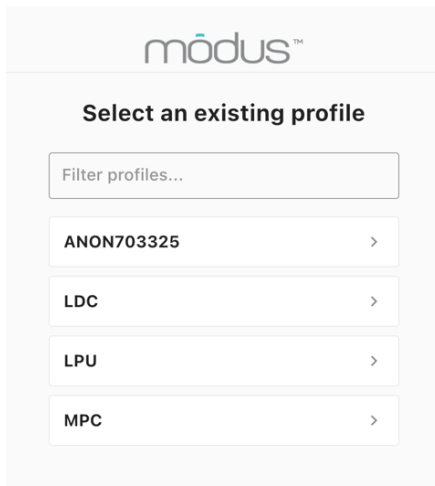 mōdus™
Select an existing profile
Filter profiles...
ANON703325
LDC
LPU
MPC